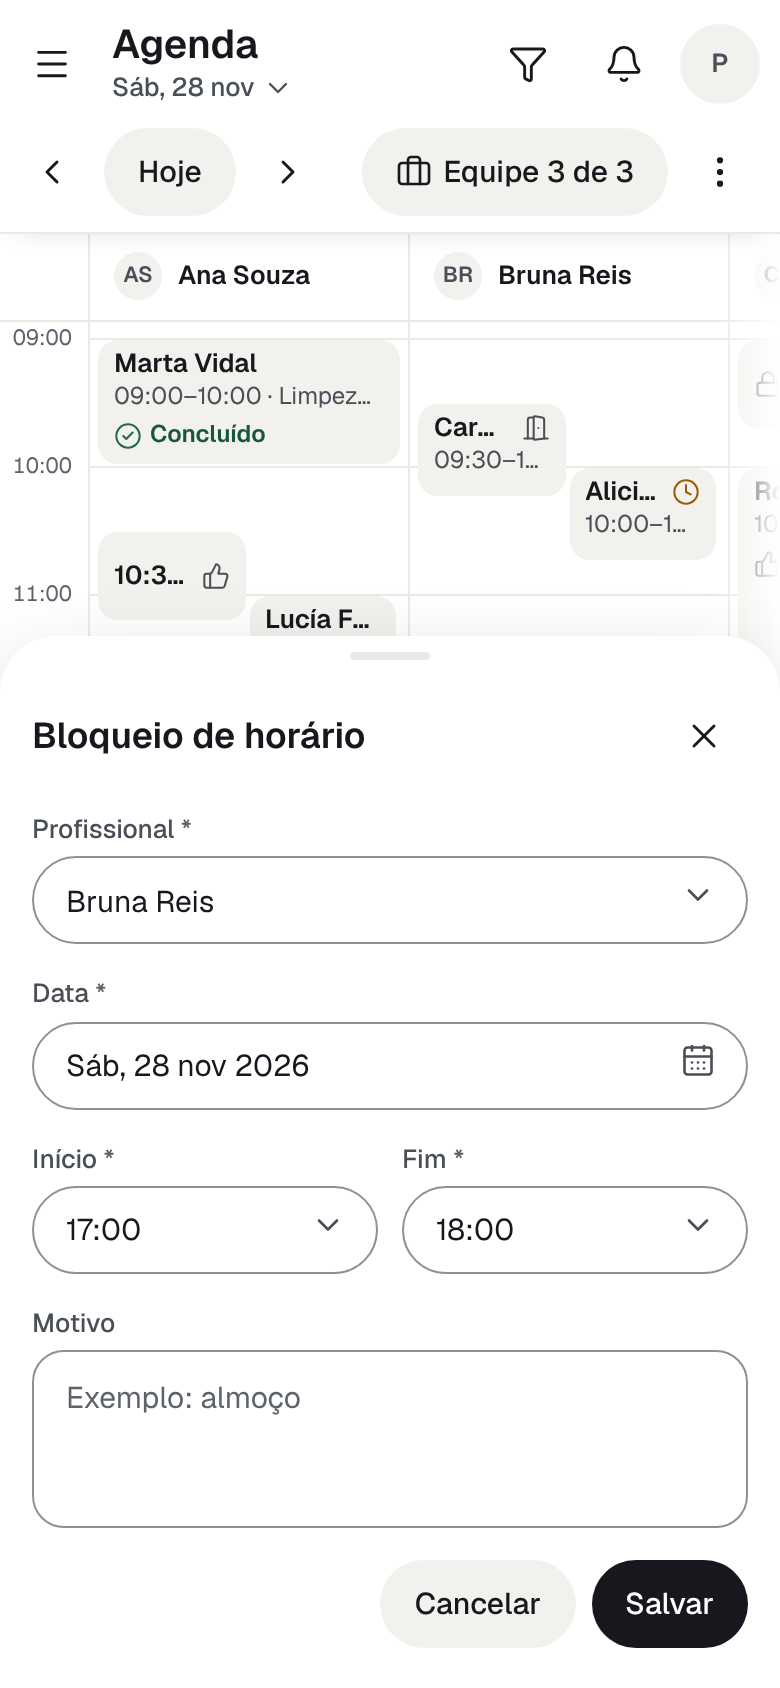 Agenda
Sáb, 28 nov
P
Hoje
Equipe 3 de 3
AS Ana Souza
BR Bruna Reis
09:00
Marta Vidal
09:00–10:00 · Limpez...
Concluído
Car...
09:30–1...
10:00
Alici...
10:00–1...
10:3...
11:00
Lucía F...
Bloqueio de horário
Profissional *
Bruna Reis
Data *
Sáb, 28 nov 2026
Início *
Fim *
17:00
18:00
Motivo
Exemplo: almoço
Cancelar
Salvar